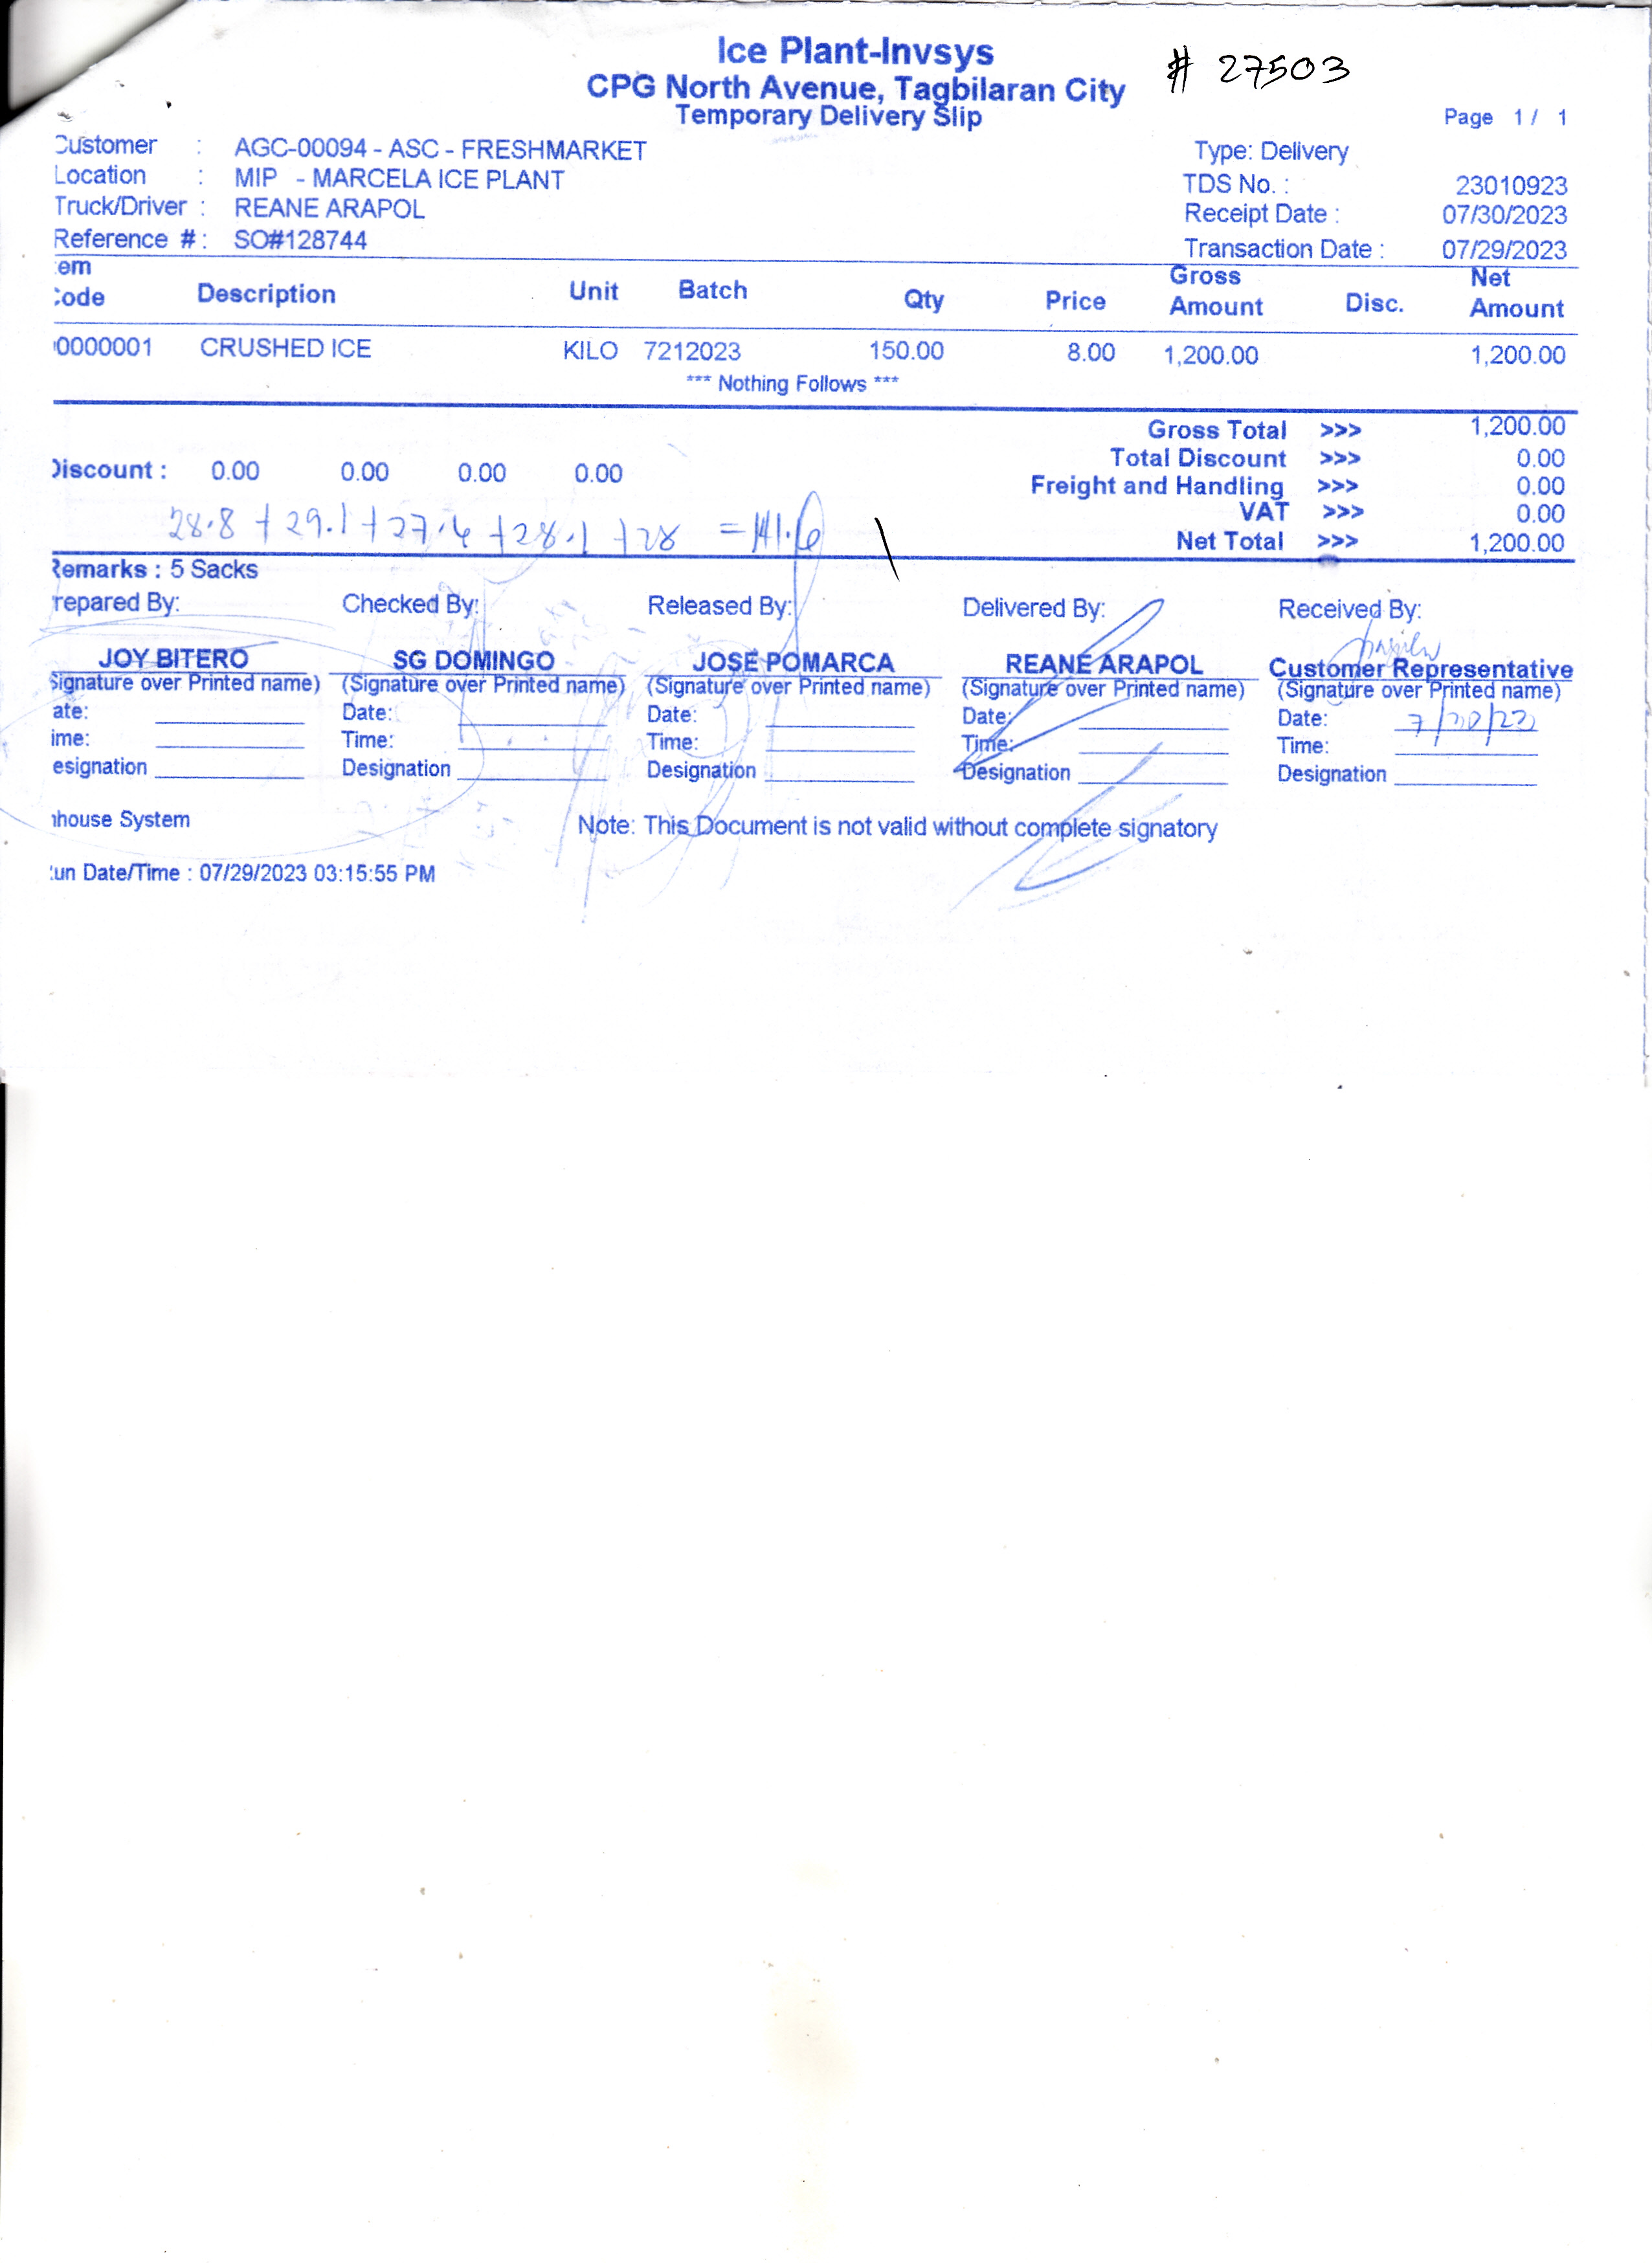 Ice Plant-Invsys
# 27503
CPG North Avenue, Tagbilaran City
Temporary Delivery Slip
Page 1 / 1
Customer : AGC-00094 - ASC - FRESHMARKET
Type: Delivery
Location : MIP - MARCELA ICE PLANT
TDS No. : 23010923
Truck/Driver : REANE ARAPOL
Receipt Date : 07/30/2023
Reference # : SO#128744
Transaction Date : 07/29/2023
em Code Description Unit Batch Qty Price Gross Amount Disc. Net Amount
0000001 CRUSHED ICE KILO 7212023 150.00 8.00 1,200.00 1,200.00
*** Nothing Follows ***
Gross Total >>> 1,200.00
Total Discount >>> 0.00
Discount : 0.00 0.00 0.00 0.00
Freight and Handling >>> 0.00
VAT >>> 0.00
28.8 + 29.1 + 27.6 + 28.1 + 28 = 141.6
Net Total >>> 1,200.00
Remarks : 5 Sacks
repared By: Checked By: Released By: Delivered By: Received By:
JOY BITERO SG DOMINGO JOSE POMARCA REANE ARAPOL Customer Representative
Signature over Printed name) (Signature over Printed name) (Signature over Printed name) (Signature over Printed name) (Signature over Printed name)
ate: Date: Date: Date: Date: 7/30/23
ime: Time: Time: Time: Time:
esignation Designation Designation Designation Designation
house System
Note: This Document is not valid without complete signatory
un Date/Time : 07/29/2023 03:15:55 PM